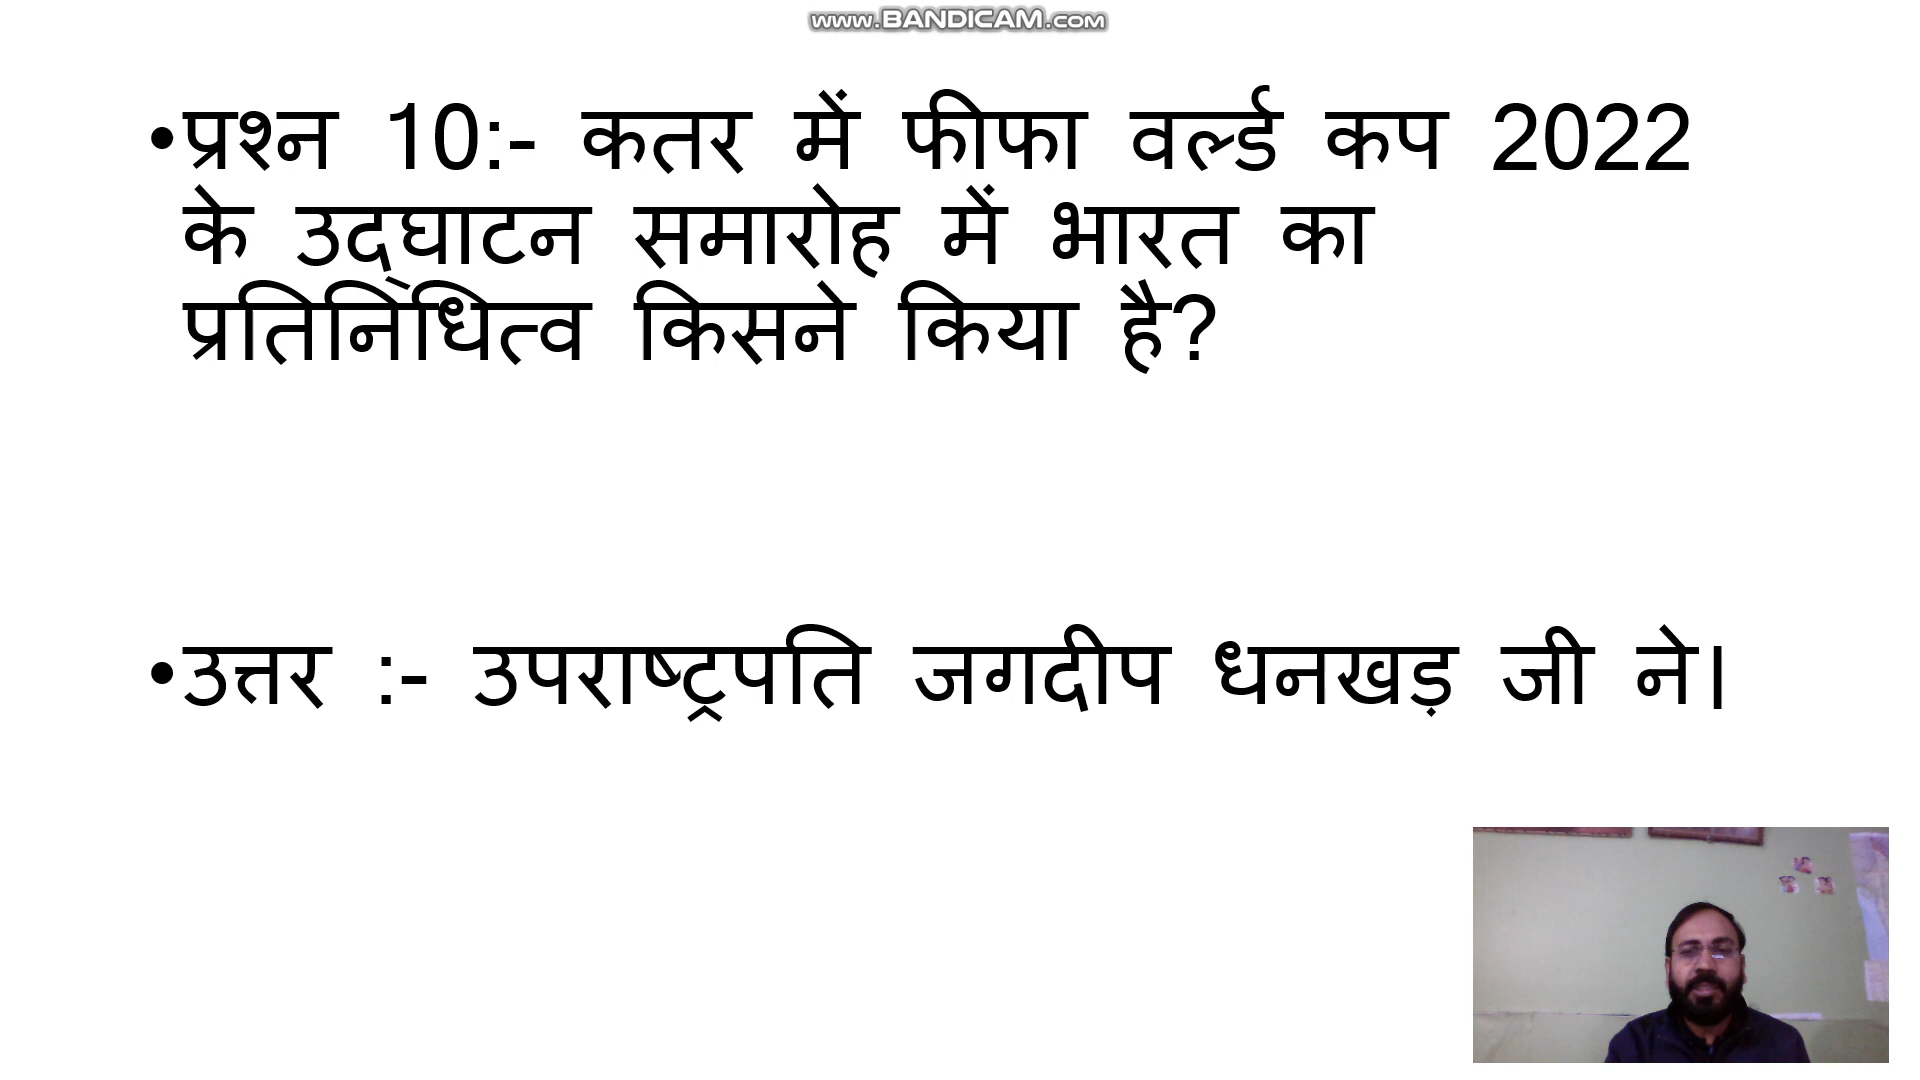 www.BANDICAM.com
•प्रश्न 10:- कतर में फीफा वर्ल्ड कप 2022
के उद्घाटन समारोह में भारत का
प्रतिनिधित्व किसने किया है?
•उत्तर :- उपराष्ट्रपति जगदीप धनखड़ जी ने।